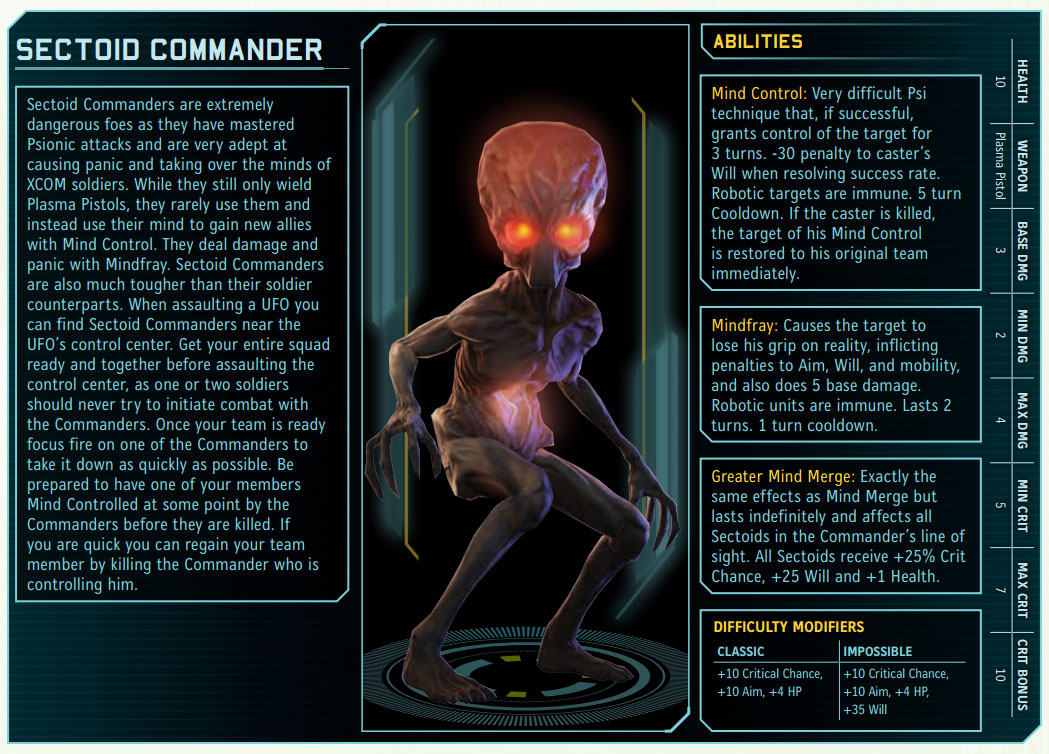 SECTOID COMMANDER
Sectoid Commanders are extremely
dangerous foes as they have mastered
Psionic attacks and are very adept at
causing panic and taking over the minds of
XCOM soldiers. While they still only wield
Plasma Pistols, they rarely use them and
instead use their mind to gain new allies
with Mind Control. They deal damage and
panic with Mindfray. Sectoid Commanders
are also much tougher than their soldier
counterparts. When assaulting a UFO you
can find Sectoid Commanders near the
UFO's control center. Get your entire squad
ready and together before assaulting the
control center, as one or two soldiers
should never try to initiate combat with
the Commanders. Once your team is ready
focus fire on one of the Commanders to
take it down as quickly as possible. Be
prepared to have one of your members
Mind Controlled at some point by the
Commanders before they are killed. If
you are quick you can regain your team
member by killing the Commander who is
controlling him.
ABILITIES
Mind Control: Very difficult Psi
technique that, if successful,
grants control of the target for
3 turns. -30 penalty to caster's
Will when resolving success rate.
Robotic targets are immune. 5 turn
Cooldown. If the caster is killed,
the target of his Mind Control
is restored to his original team
immediately.
Mindfray: Causes the target to
lose his grip on reality, inflicting
penalties to Aim, Will, and mobility,
and also does 5 base damage.
Robotic units are immune. Lasts 2
turns. 1 turn cooldown.
Greater Mind Merge: Exactly the
same effects as Mind Merge but
lasts indefinitely and affects all
Sectoids in the Commander's line of
sight. All Sectoids receive +25% Crit
Chance, +25 Will and +1 Health.
DIFFICULTY MODIFIERS
CLASSIC
+10 Critical Chance,
+10 Aim, +4 HP
IMPOSSIBLE
+10 Critical Chance,
+10 Aim, +4 HP,
+35 Will
HEALTH
10
WEAPON
Plasma Pistol
BASE DMG
3
MIN DMG
2
MAX DMG
4
MIN CRIT
5
MAX CRIT
7
CRIT BONUS
10